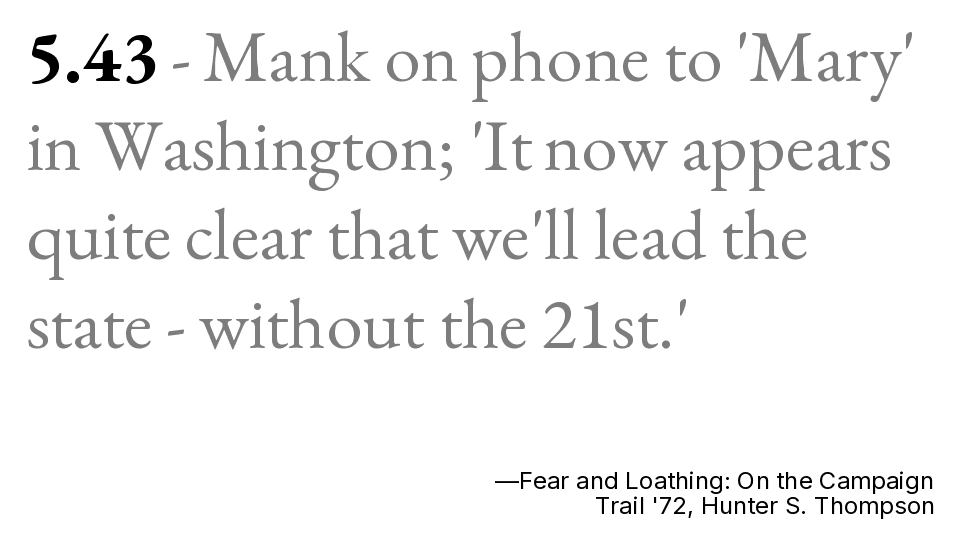 5.43 - Mank on phone to 'Mary'
in Washington; 'It now appears
quite clear that we'll lead the
state - without the 21st.'
—Fear and Loathing: On the Campaign
Trail '72, Hunter S. Thompson